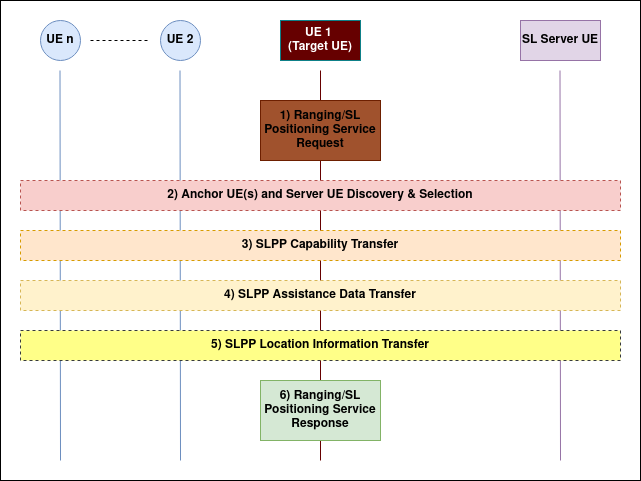 UE n
UE 2
UE 1
(Target UE)
SL Server UE
1) Ranging/SL
Positioning Service
Request
2) Anchor UE(s) and Server UE Discovery & Selection
3) SLPP Capability Transfer
4) SLPP Assistance Data Transfer
5) SLPP Location Information Transfer
6) Ranging/SL
Positioning Service
Response